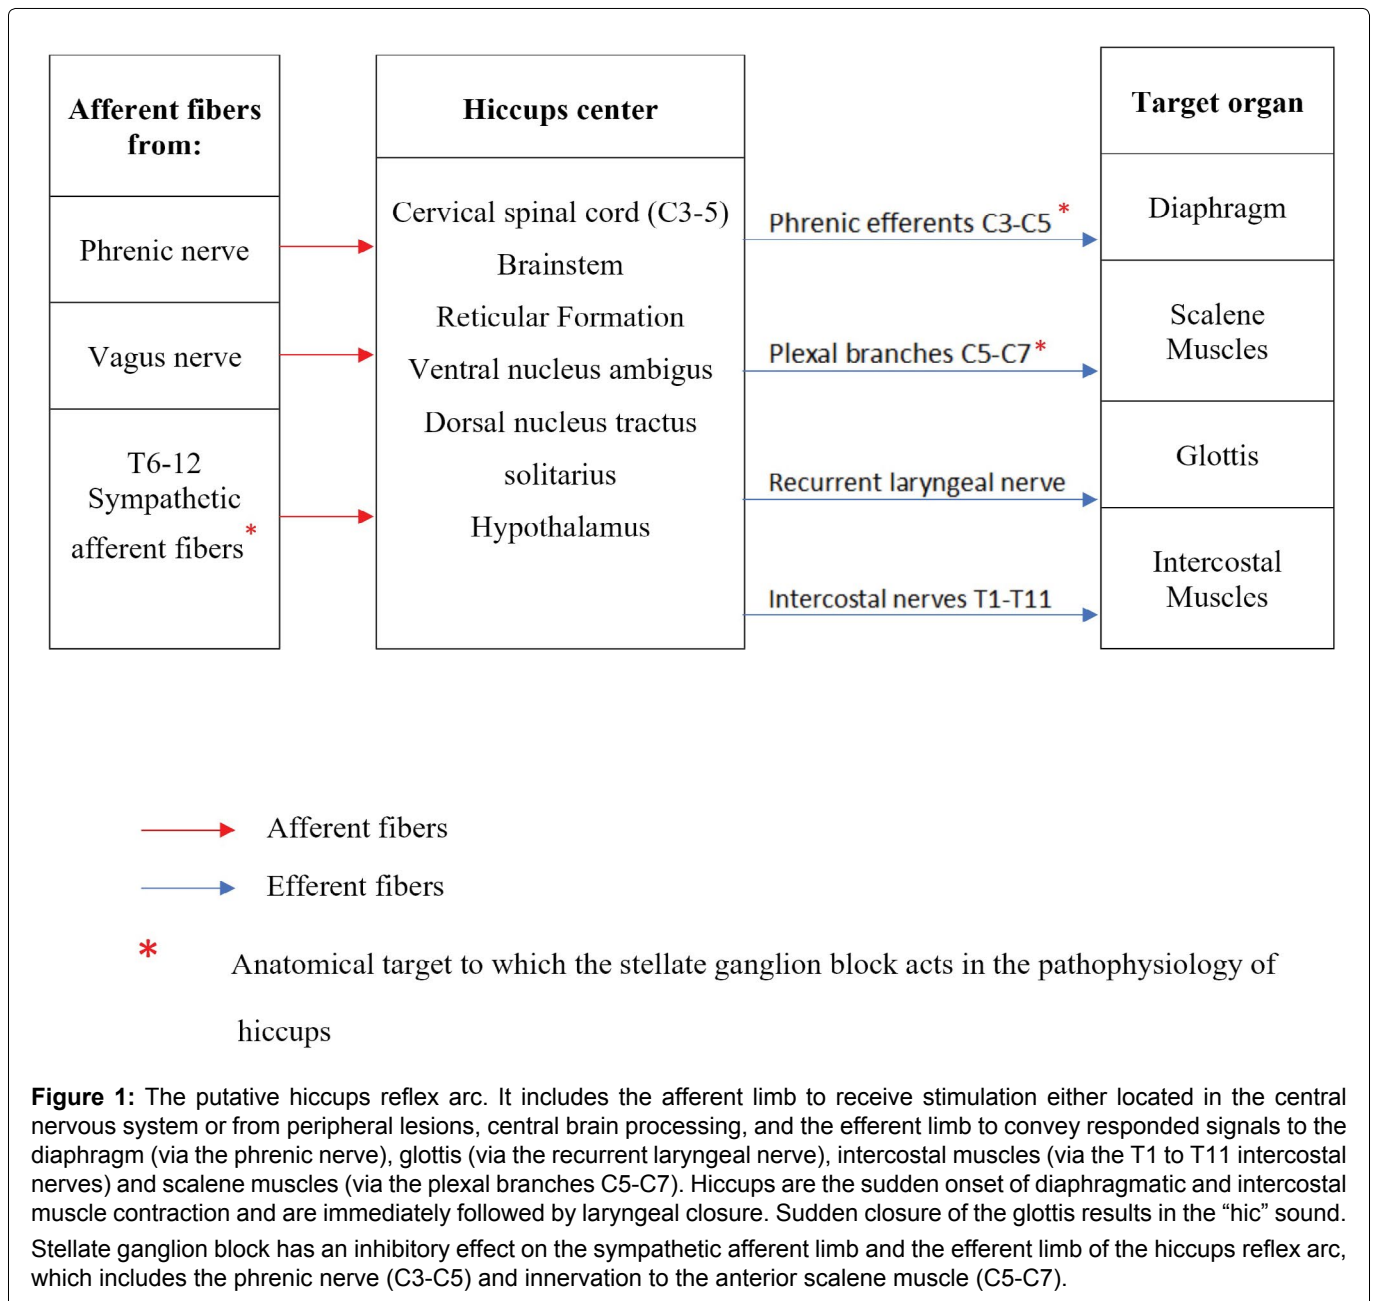 Afferent fibers
from:
Phrenic nerve
Vagus nerve
T6-12
Sympathetic
afferent fibers*
Hiccups center
Cervical spinal cord (C3-5)
Brainstem
Reticular Formation
Ventral nucleus ambigus
Dorsal nucleus tractus
solitarius
Hypothalamus
Phrenic efferents C3-C5*
Plexal branches C5-C7*
Recurrent laryngeal nerve
Intercostal nerves T1-T11
Target organ
Diaphragm
Scalene
Muscles
Glottis
Intercostal
Muscles
Afferent fibers
Efferent fibers
* Anatomical target to which the stellate ganglion block acts in the pathophysiology of
hiccups
Figure 1: The putative hiccups reflex arc. It includes the afferent limb to receive stimulation either located in the central
nervous system or from peripheral lesions, central brain processing, and the efferent limb to convey responded signals to the
diaphragm (via the phrenic nerve), glottis (via the recurrent laryngeal nerve), intercostal muscles (via the T1 to T11 intercostal
nerves) and scalene muscles (via the plexal branches C5-C7). Hiccups are the sudden onset of diaphragmatic and intercostal
muscle contraction and are immediately followed by laryngeal closure. Sudden closure of the glottis results in the “hic” sound.
Stellate ganglion block has an inhibitory effect on the sympathetic afferent limb and the efferent limb of the hiccups reflex arc,
which includes the phrenic nerve (C3-C5) and innervation to the anterior scalene muscle (C5-C7).